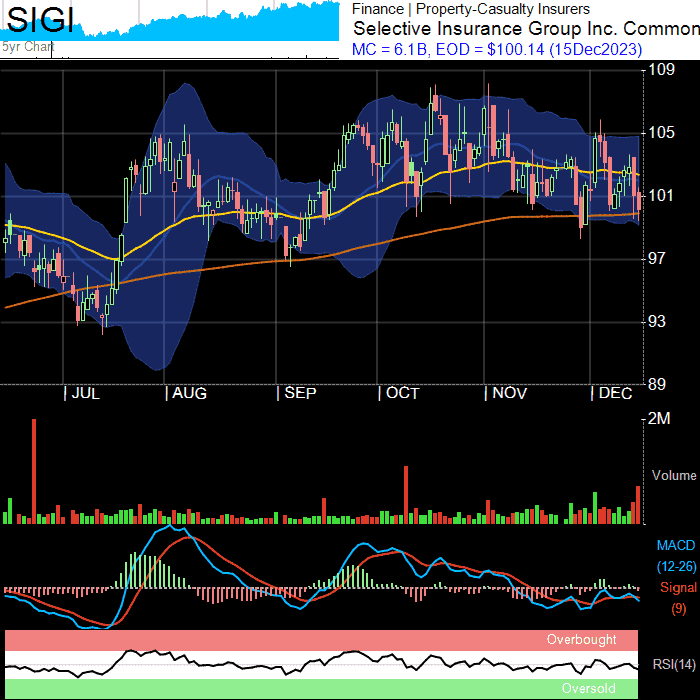 SIGI
Finance | Property-Casualty Insurers
Selective Insurance Group Inc. Common
5yr Chart
MC = 6.1B, EOD = $100.14 (15Dec2023)
109
105
101
97
93
89
JUL AUG SEP OCT NOV DEC
2M
Volume
MACD
(12-26)
Signal
(9)
Overbought
RSI(14)
Oversold